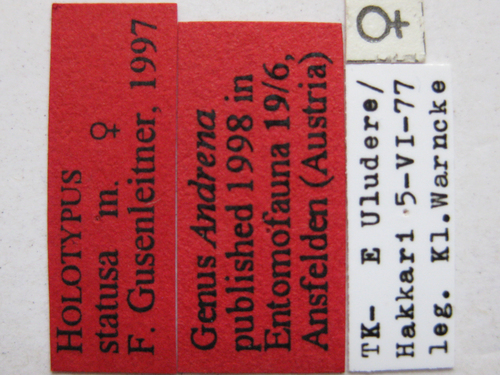 HOLOTYPUS
statusa m. ♀
F. Gusenleitner, 1997
Genus Andrena
published 1998 in
Entomofauna 19/6,
Ansfelden (Austria)
♀
TK- E Uludere/
Hakkari 5-VI-77
leg. Kl.Warncke